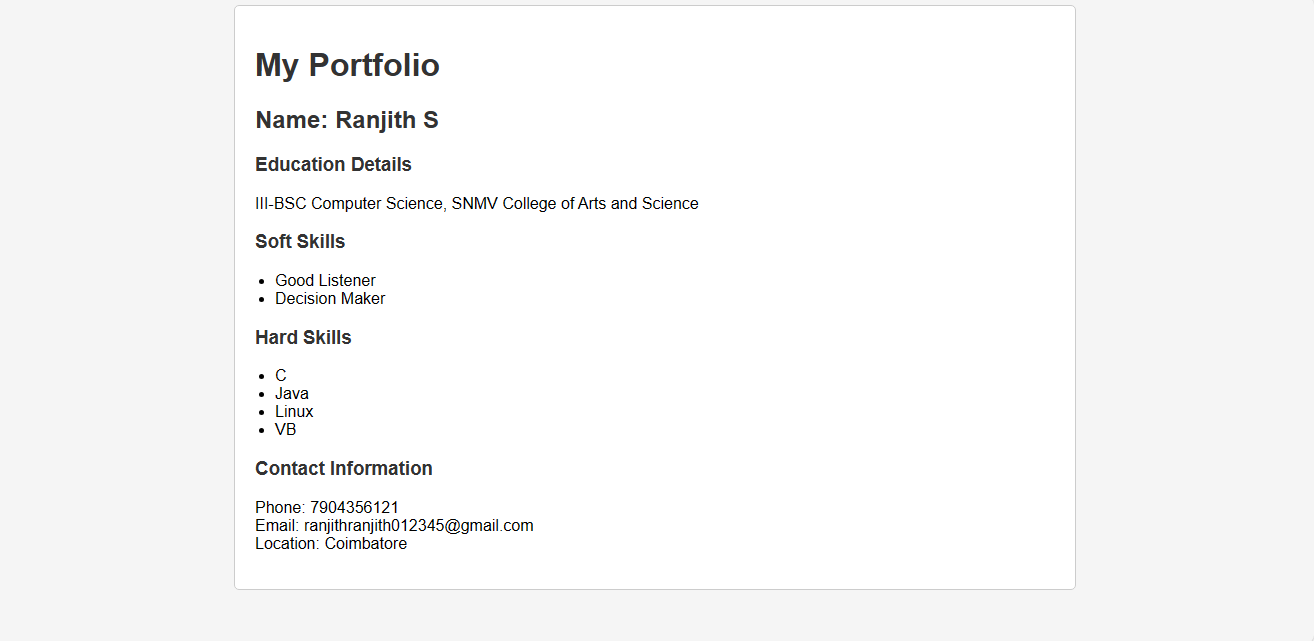 My Portfolio
Name: Ranjith S
Education Details
III-BSC Computer Science, SNMV College of Arts and Science
Soft Skills
Good Listener
Decision Maker
Hard Skills
C
Java
Linux
VB
Contact Information
Phone: 7904356121
Email: ranjithranjith012345@gmail.com
Location: Coimbatore